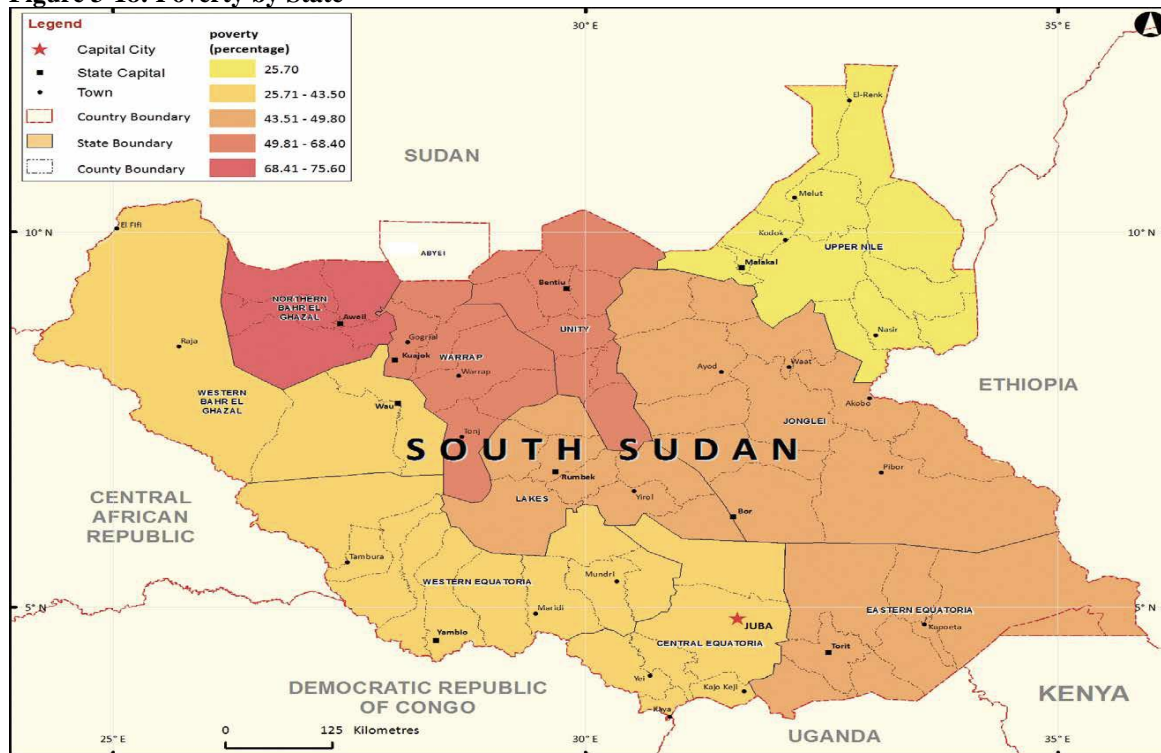 Figure 3-18. Poverty by State
30° E
35° E
Legend
Capital City
State Capital
Town
Country Boundary
State Boundary
County Boundary
poverty
(percentage)
25.70
25.71 - 43.50
43.51 - 49.80
49.81 - 68.40
68.41 - 75.60
SUDAN
El-Renk
Melut
Kodok
UPPER NILE
Malakal
Nasir
10° N
10° N
El Fifi
ABYEI
NORTHERN
BAHR EL
GHAZAL
Aweil
Bentiu
UNITY
Gogrial
Kuajok
WARRAP
Warrap
Raja
WESTERN
BAHR EL
GHAZAL
Wau
Tonj
Ayod
Waat
Akobo
JONGLEI
Pibor
ETHIOPIA
SOUTH SUDAN
Rumbek
LAKES
Yirol
Bor
CENTRAL
AFRICAN
REPUBLIC
Tambura
WESTERN EQUATORIA
Mundri
Maridi
Yambio
JUBA
CENTRAL EQUATORIA
Yei
Kajo Keji
EASTERN EQUATORIA
Kapoeta
Torit
5° N
5° N
DEMOCRATIC REPUBLIC
OF CONGO
UGANDA
KENYA
0 125 Kilometres
25° E
30° E
35° E